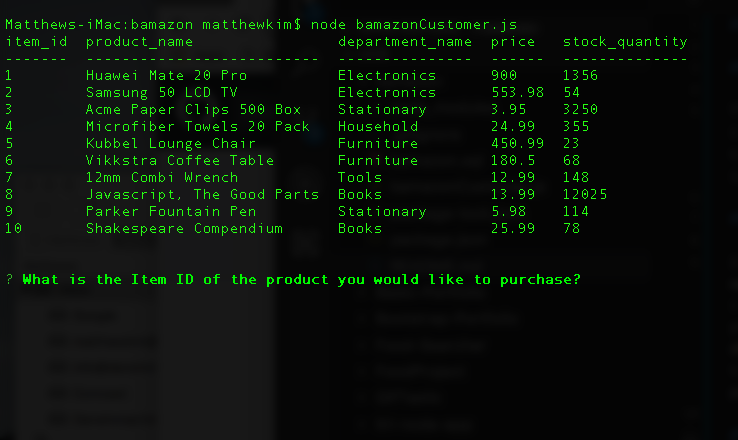 Matthews-iMac:bamazon matthewkim$ node bamazonCustomer.js
item_id  product_name               department_name  price   stock_quantity
-------  -------------------------  ---------------  ------  --------------
1        Huawei Mate 20 Pro         Electronics      900     1356
2        Samsung 50 LCD TV          Electronics      553.98  54
3        Acme Paper Clips 500 Box   Stationary       3.95    3250
4        Microfiber Towels 20 Pack  Household        24.99   355
5        Kubbel Lounge Chair        Furniture        450.99  23
6        Vikkstra Coffee Table      Furniture        180.5   68
7        12mm Combi Wrench          Tools            12.99   148
8        Javascript, The Good Parts  Books            13.99   12025
9        Parker Fountain Pen        Stationary       5.98    114
10       Shakespeare Compendium     Books            25.99   78
? What is the Item ID of the product you would like to purchase?